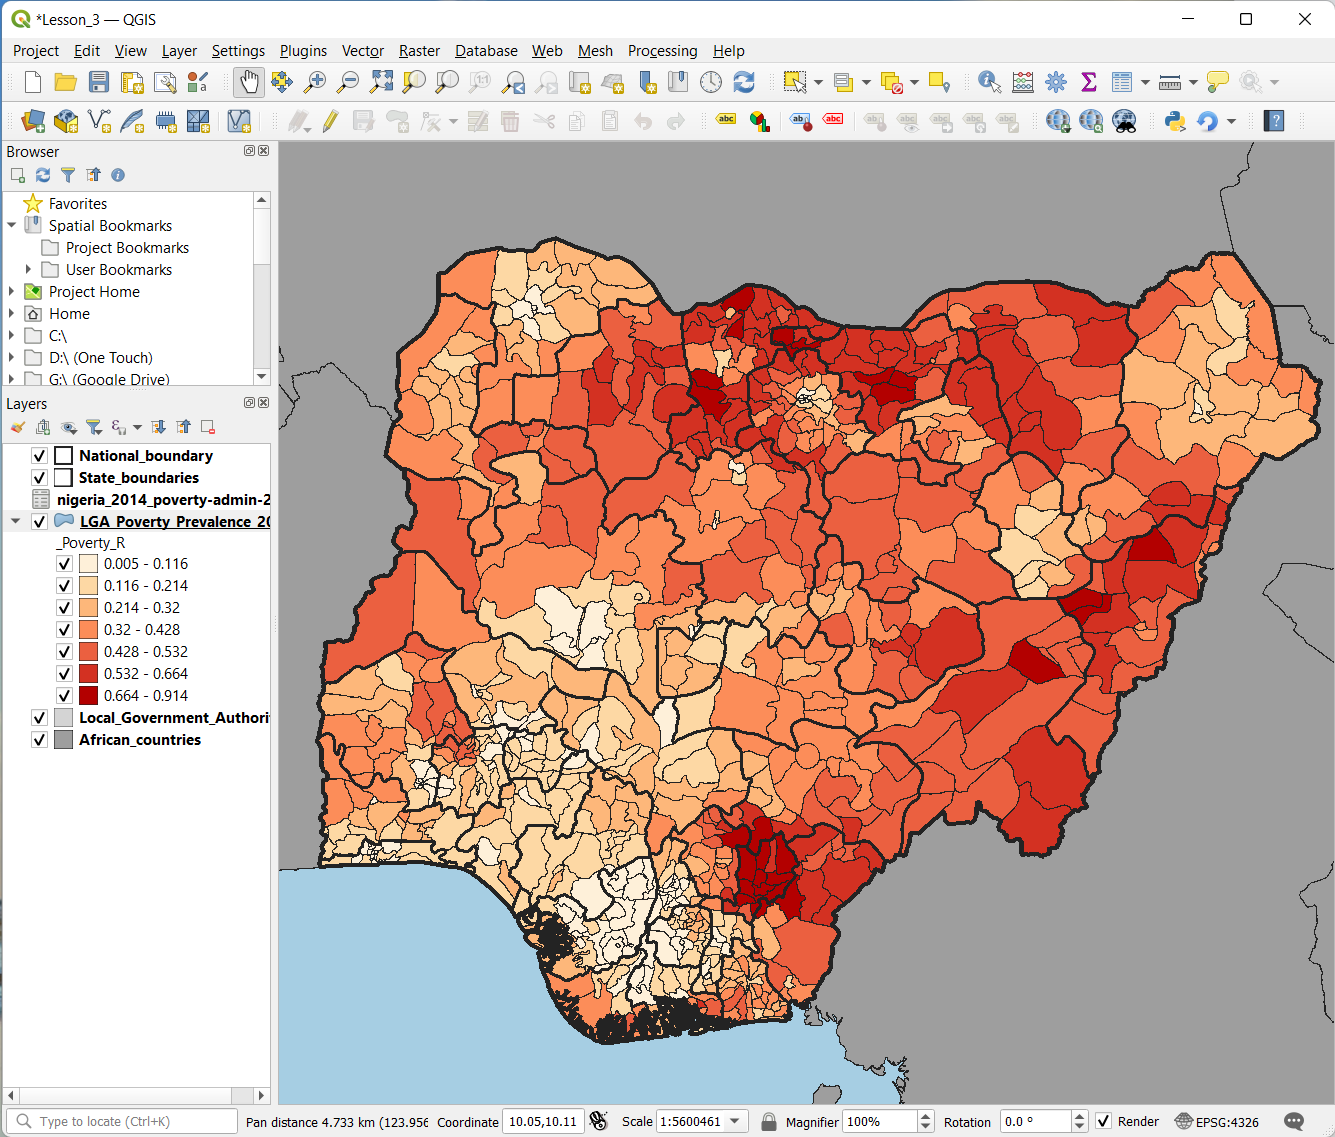 *Lesson_3 — QGIS
Project Edit View Layer Settings Plugins Vector Raster Database Web Mesh Processing Help
Browser
Favorites
Spatial Bookmarks
Project Bookmarks
User Bookmarks
Project Home
Home
C:\
D:\ (One Touch)
G:\ (Google Drive)
Layers
National_boundary
State_boundaries
nigeria_2014_poverty-admin-2
LGA_Poverty_Prevalence_20
_Poverty_R
0.005 - 0.116
0.116 - 0.214
0.214 - 0.32
0.32 - 0.428
0.428 - 0.532
0.532 - 0.664
0.664 - 0.914
Local_Government_Authori
African_countries
Type to locate (Ctrl+K) Pan distance 4.733 km (123.956 Coordinate 10.05,10.11 Scale 1:5600461 Magnifier 100% Rotation 0.0 ° Render EPSG:4326